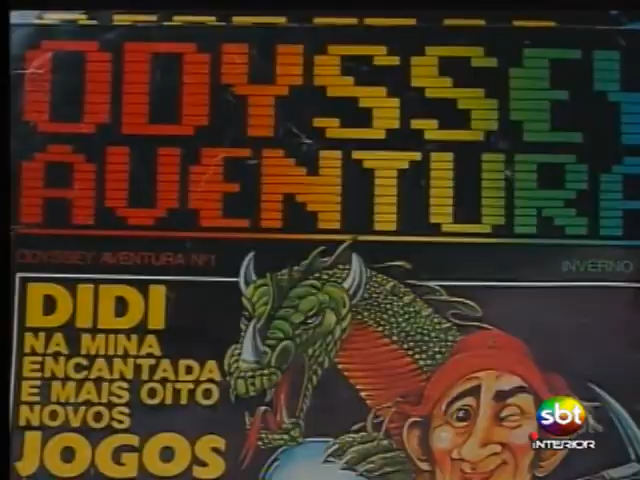 ODYSSEY
AVENTURA
ODYSSEY AVENTURA Nº1
INVERNO
DIDI
NA MINA
ENCANTADA
E MAIS OITO
NOVOS
JOGOS
sbt
INTERIOR